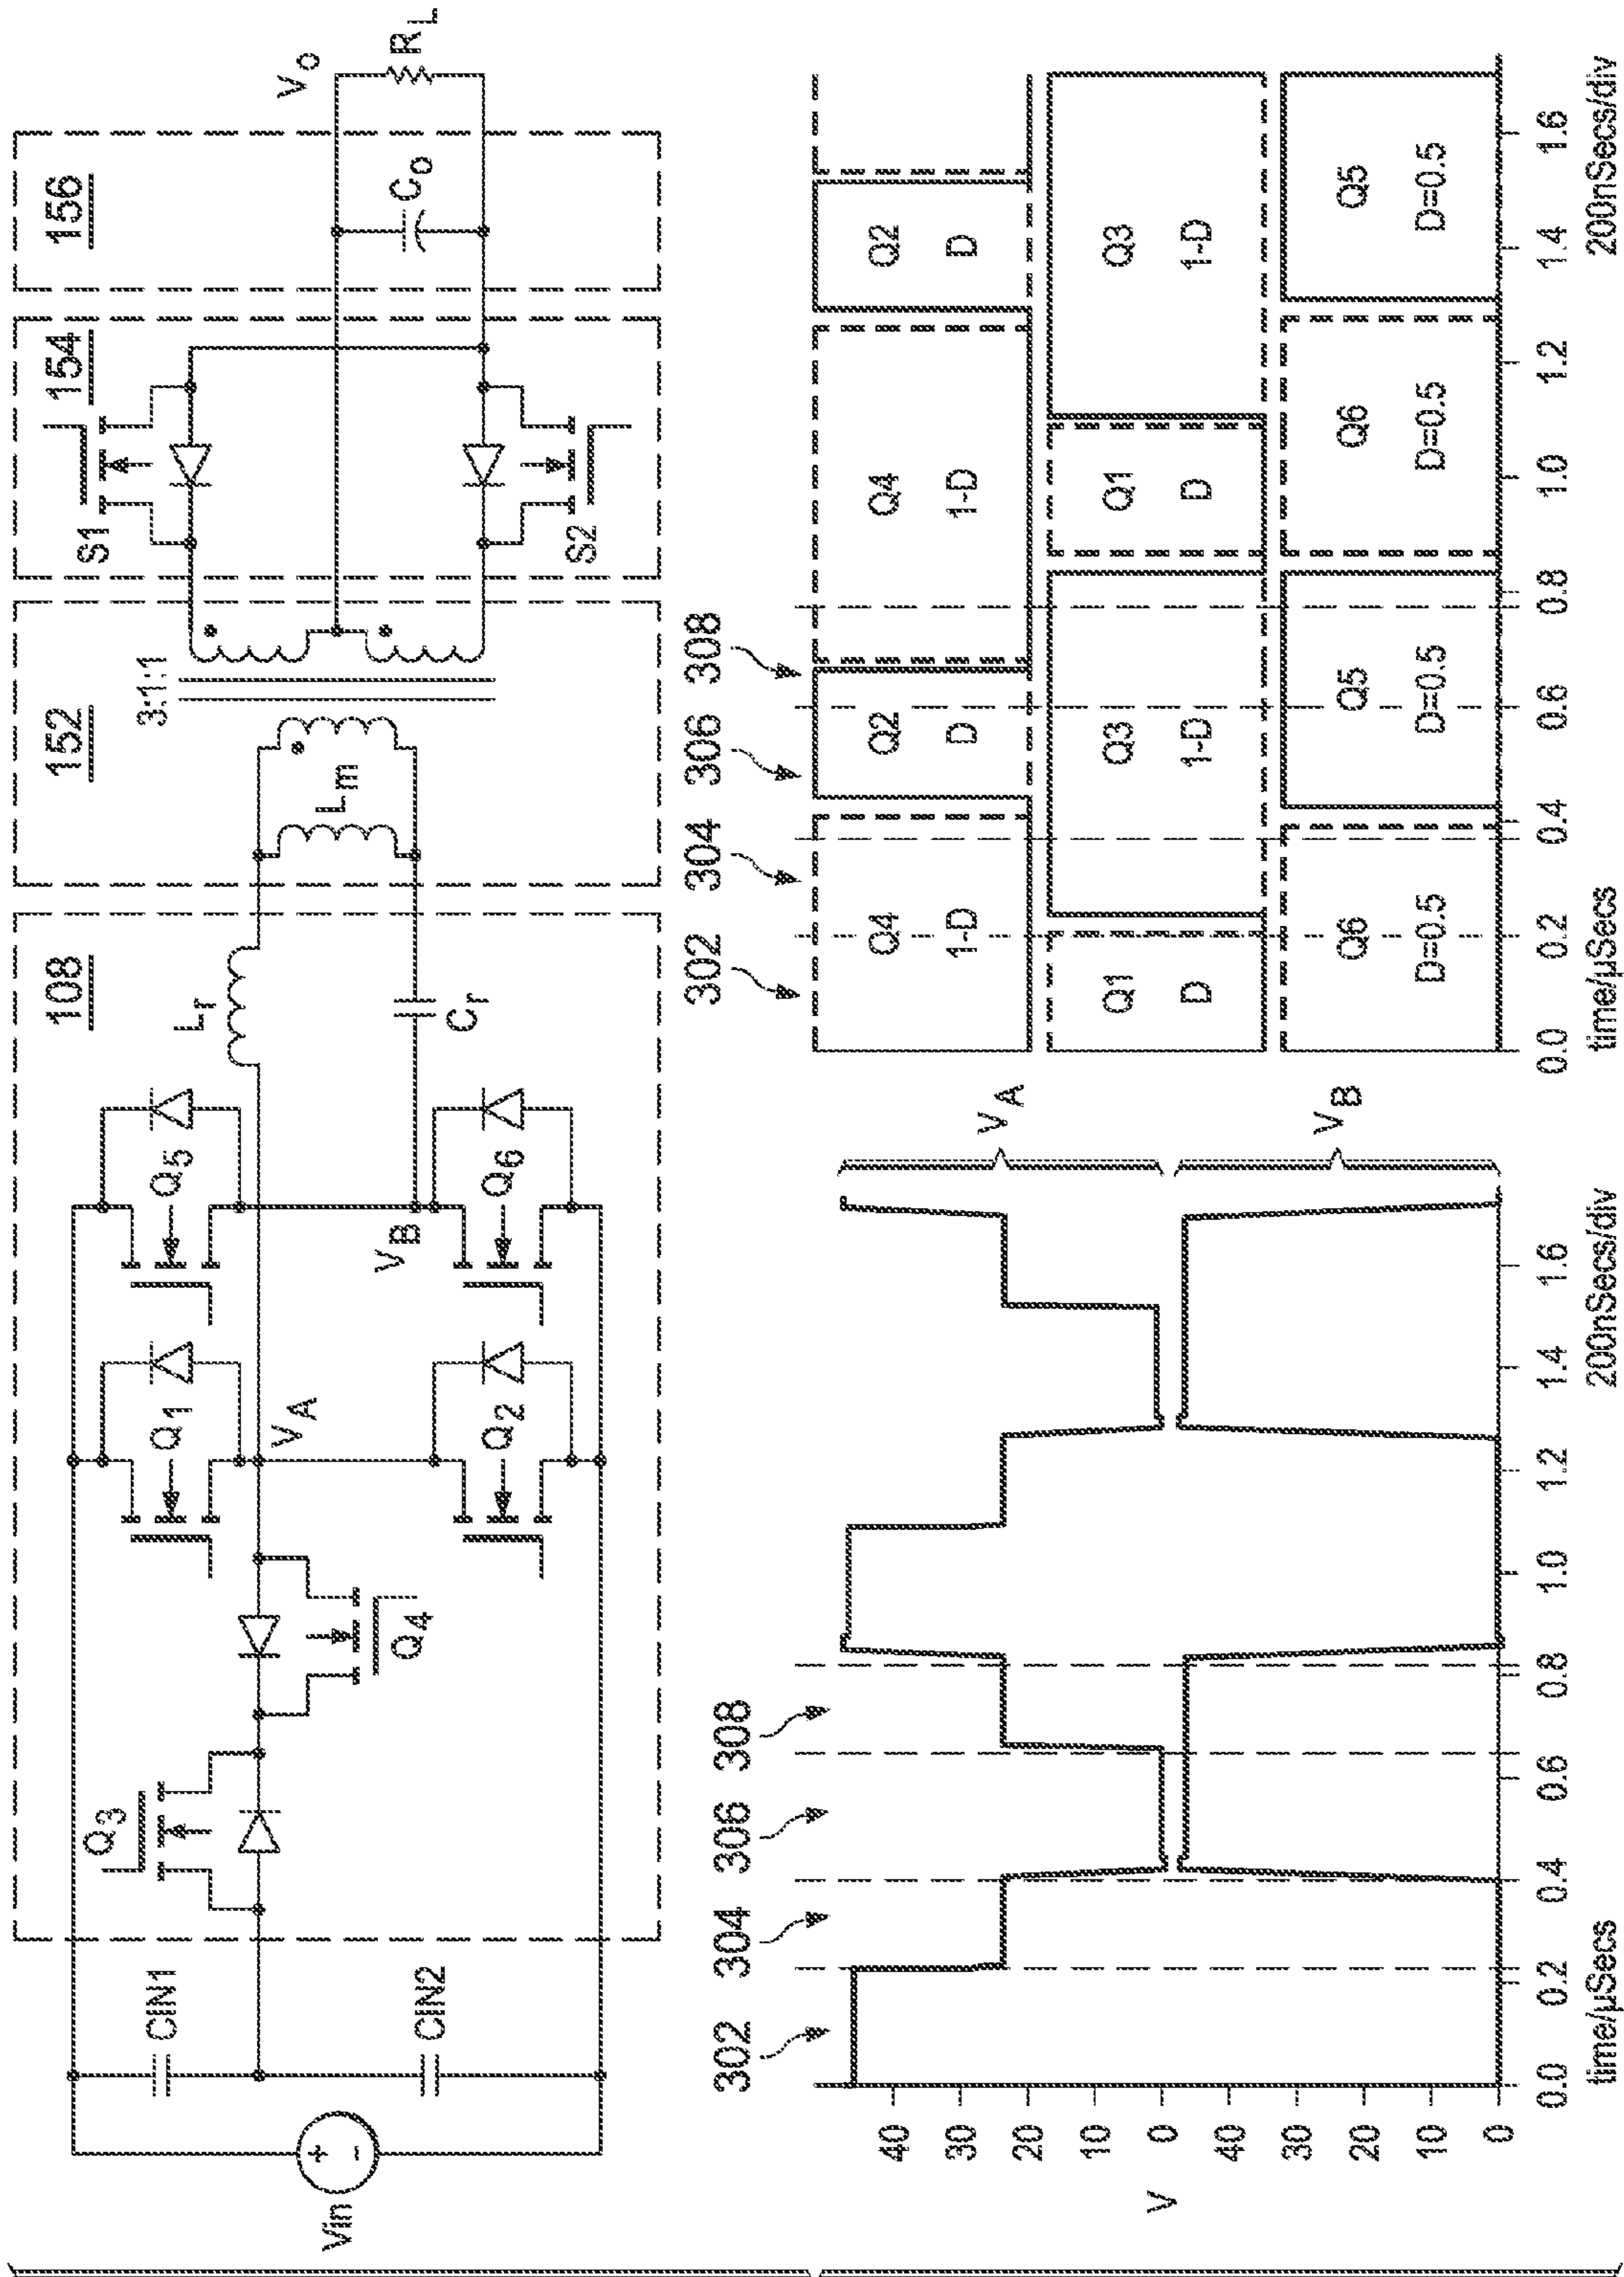 108
152
154
156
Vin
+
-
CIN1
CIN2
Q3
Q4
Q1
Q2
Q5
Q6
VA
VB
Lr
Cr
Lm
3:1:1
S1
S2
Co
Vo
RL
302
304
306
308
V
40
30
20
10
0
40
30
20
10
0
VA
VB
0.0 0.2 0.4 0.6 0.8 1.0 1.2 1.4 1.6
time/µSecs
200nSecs/div
302
304
306
308
Q4
1-D
Q2
D
Q4
1-D
Q2
D
Q1
D
Q3
1-D
Q1
D
Q3
1-D
Q6
D=0.5
Q5
D=0.5
Q6
D=0.5
Q5
D=0.5
0.0 0.2 0.4 0.6 0.8 1.0 1.2 1.4 1.6
time/µSecs
200nSecs/div